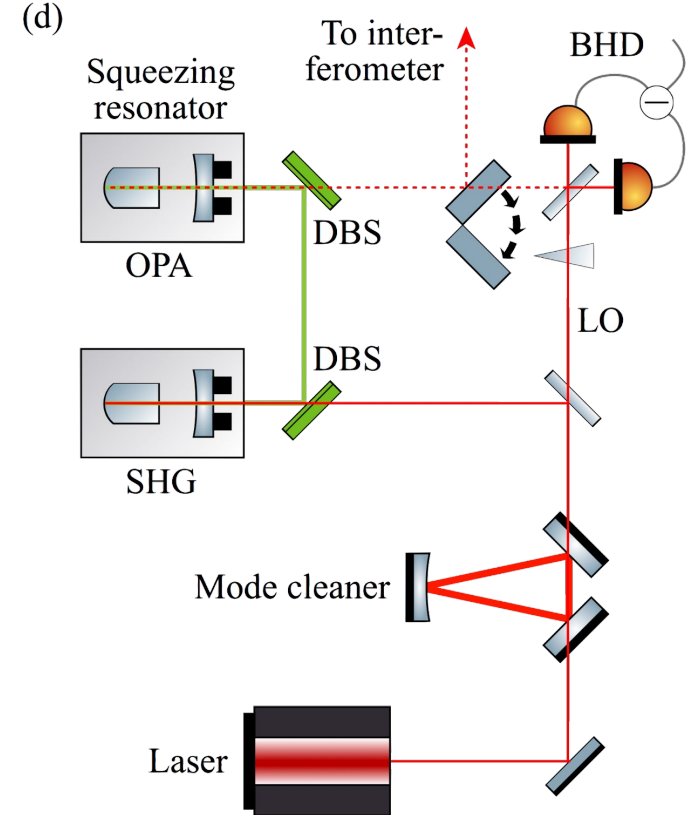 (d)
To inter-
ferometer
BHD
Squeezing
resonator
DBS
OPA
LO
DBS
SHG
Mode cleaner
Laser